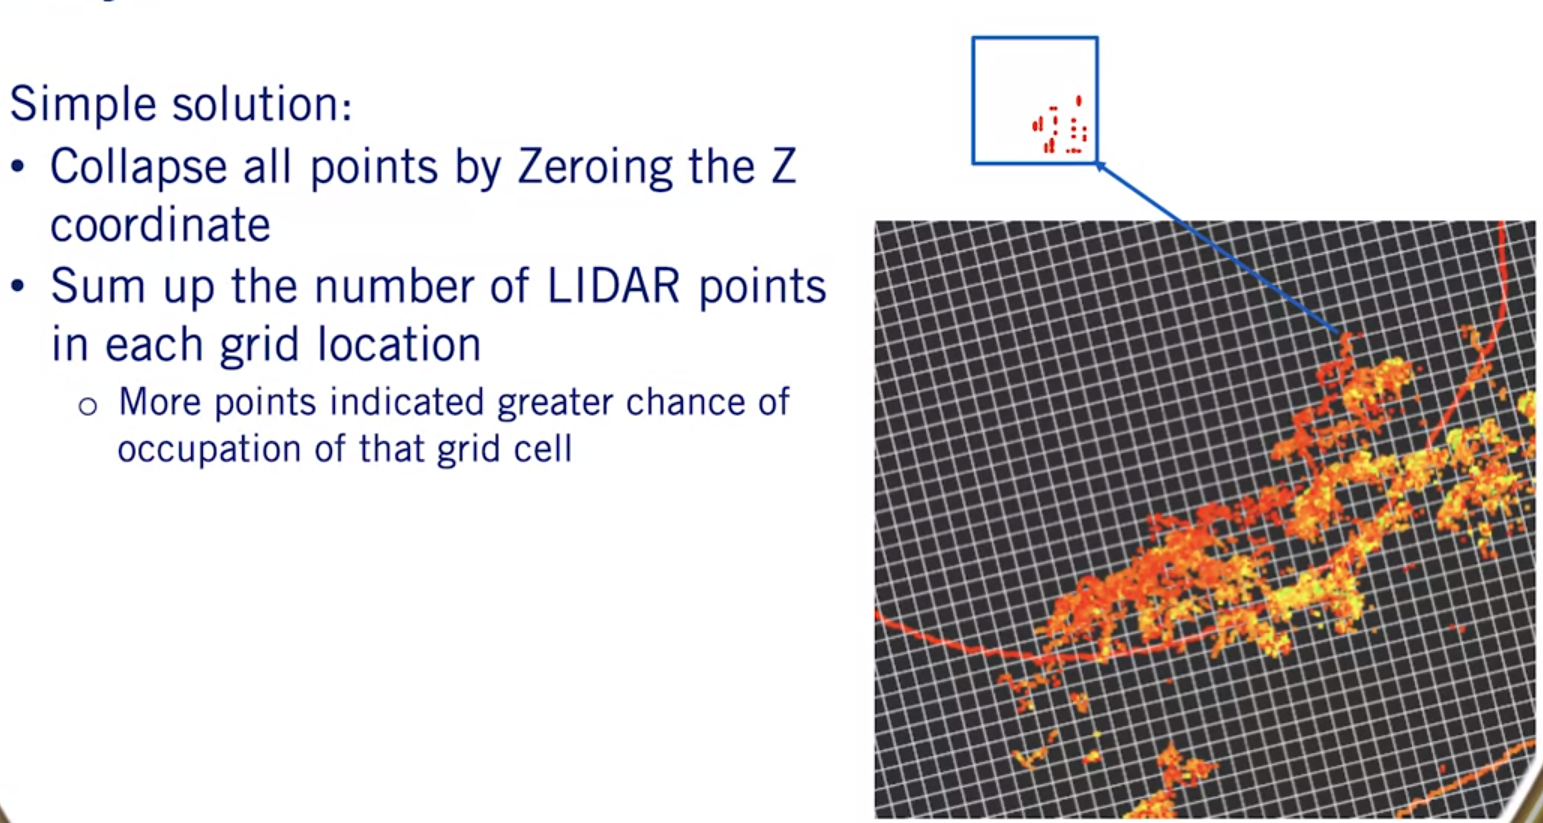 Simple solution:
• Collapse all points by Zeroing the Z
coordinate
• Sum up the number of LIDAR points
in each grid location
o More points indicated greater chance of
occupation of that grid cell